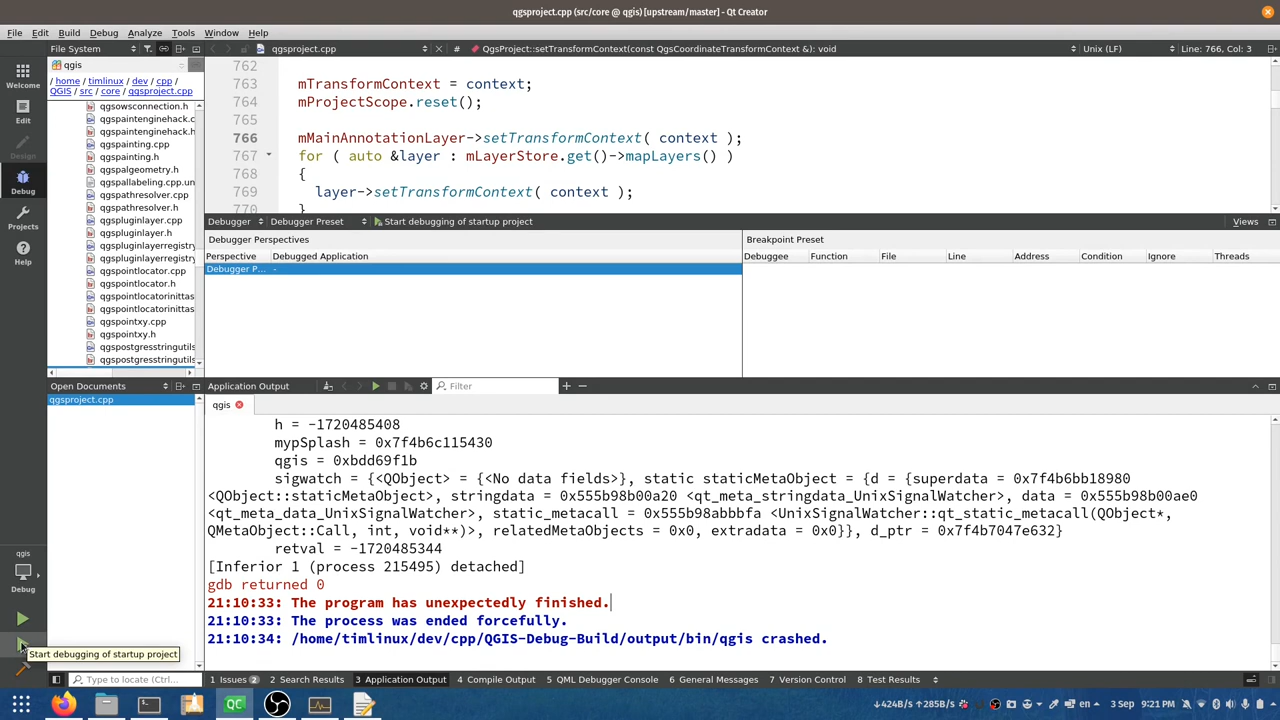 qgsproject.cpp (src/core @ qgis) [upstream/master] - Qt Creator
File Edit Build Debug Analyze Tools Window Help
File System
qgsproject.cpp
# QgsProject::setTransformContext(const QgsCoordinateTransformContext &): void
Unix (LF)
Line: 766, Col: 3
qgis
/ home / timlinux / dev / cpp /
QGIS / src / core / qgsproject.cpp
Welcome
Edit
Design
Debug
Projects
Help
qgsowsconnection.h
qgspaintenginehack.c
qgspaintenginehack.h
qgspainting.cpp
qgspainting.h
qgspalgeometry.h
qgspallabeling.cpp.un
qgspathresolver.cpp
qgspathresolver.h
qgspluginlayer.cpp
qgspluginlayer.h
qgspluginlayerregistry
qgspluginlayerregistry
qgspointlocator.cpp
qgspointlocator.h
qgspointlocatorinittas
qgspointlocatorinittas
qgspointxy.cpp
qgspointxy.h
qgspostgresstringutils
qgspostgresstringutils
762
763 mTransformContext = context;
764 mProjectScope.reset();
765
766 mMainAnnotationLayer->setTransformContext( context );
767 for ( auto &layer : mLayerStore.get()->mapLayers() )
768 {
769 layer->setTransformContext( context );
770 }
Debugger
Debugger Preset
Start debugging of startup project
Views
Debugger Perspectives
Perspective Debugged Application
Debugger P... -
Breakpoint Preset
Debuggee Function File Line Address Condition Ignore Threads
Open Documents
qgsproject.cpp
Application Output
Filter
qgis
h = -1720485408
mypSplash = 0x7f4b6c115430
qgis = 0xbdd69f1b
sigwatch = {<QObject> = {<No data fields>}, static staticMetaObject = {d = {superdata = 0x7f4b6bb18980
<QObject::staticMetaObject>, stringdata = 0x555b98b00a20 <qt_meta_stringdata_UnixSignalWatcher>, data = 0x555b98b00ae0
<qt_meta_data_UnixSignalWatcher>, static_metacall = 0x555b98abbbfa <UnixSignalWatcher::qt_static_metacall(QObject*,
QMetaObject::Call, int, void**)>, relatedMetaObjects = 0x0, extradata = 0x0}}, d_ptr = 0x7f4b7047e632}
retval = -1720485344
[Inferior 1 (process 215495) detached]
gdb returned 0
21:10:33: The program has unexpectedly finished.
21:10:33: The process was ended forcefully.
21:10:34: /home/timlinux/dev/cpp/QGIS-Debug-Build/output/bin/qgis crashed.
qgis
Debug
Start debugging of startup project
Type to locate (Ctrl...
1 Issues 2
2 Search Results
3 Application Output
4 Compile Output
5 QML Debugger Console
6 General Messages
7 Version Control
8 Test Results
QC
↓424B/s ↑285B/s
en
3 Sep 9:21 PM